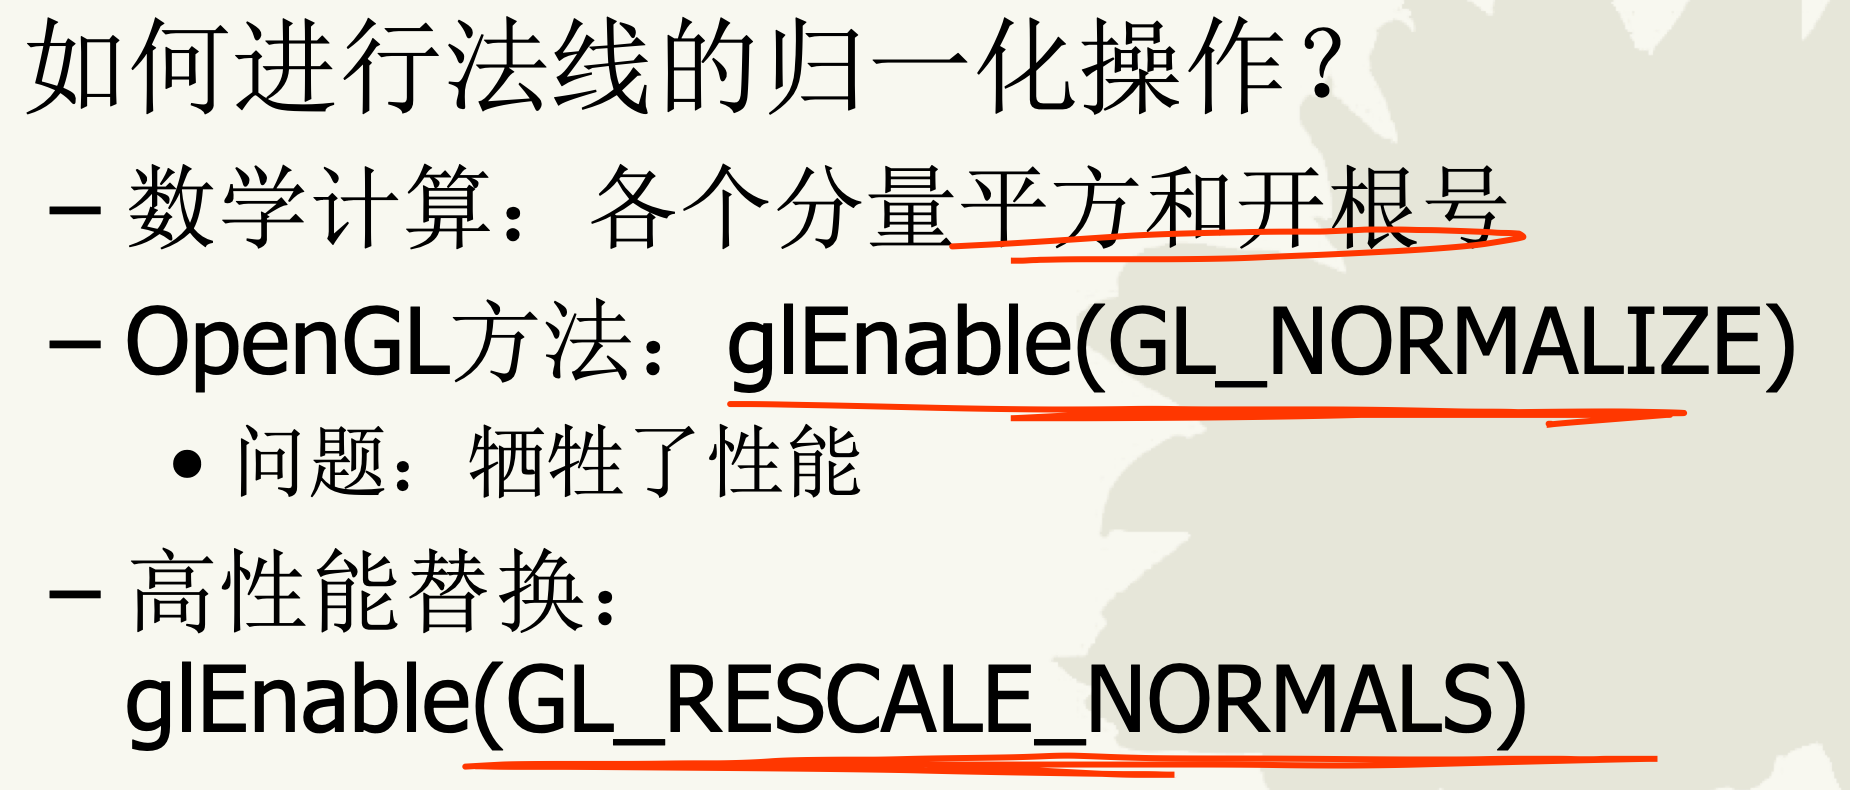 如何进行法线的归一化操作？
– 数学计算：各个分量平方和开根号
– OpenGL方法：glEnable(GL_NORMALIZE)
• 问题：牺牲了性能
– 高性能替换：
glEnable(GL_RESCALE_NORMALS)